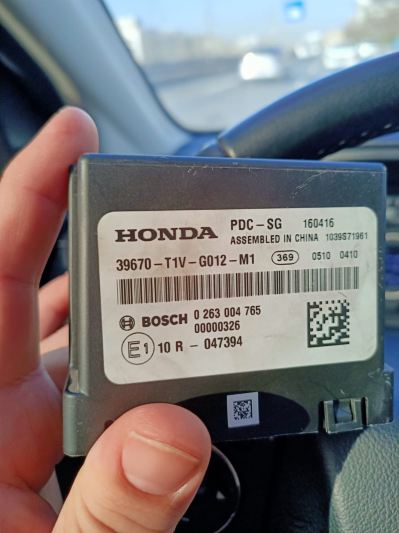 HONDA PDC-SG 160416
ASSEMBLED IN CHINA 1039S71961
39670-T1V-G012-M1 369 0510 0410
BOSCH 0 263 004 765
00000326
E1 10 R - 047394